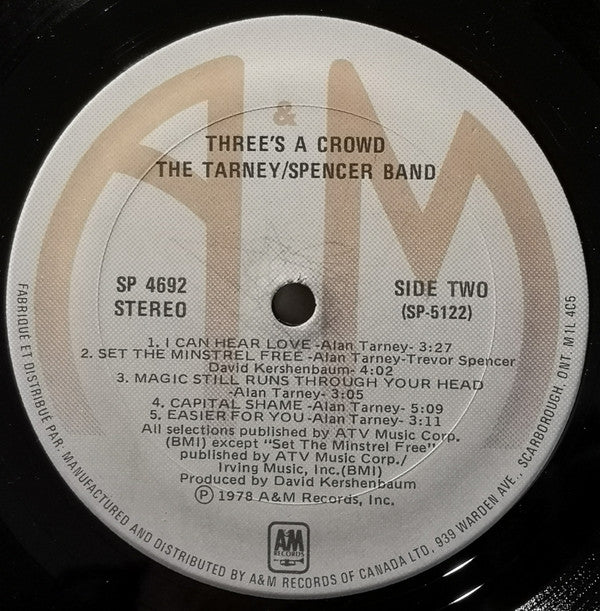 A&M
THREE'S A CROWD
THE TARNEY/SPENCER BAND
SP 4692
STEREO
SIDE TWO
(SP-5122)
1. I CAN HEAR LOVE -Alan Tarney- 3:27
2. SET THE MINSTREL FREE -Alan Tarney-Trevor Spencer
David Kershenbaum- 4:02
3. MAGIC STILL RUNS THROUGH YOUR HEAD
-Alan Tarney- 3:05
4. CAPITAL SHAME -Alan Tarney- 5:09
5. EASIER FOR YOU -Alan Tarney- 3:11
All selections published by ATV Music Corp.
(BMI) except "Set The Minstrel Free"
published by ATV Music Corp./
Irving Music, Inc.(BMI)
Produced by David Kershenbaum
Ⓟ 1978 A&M Records, Inc.
A&M
RECORDS
FABRIQUÉ ET DISTRIBUÉ PAR: MANUFACTURED AND DISTRIBUTED BY A&M RECORDS OF CANADA LTD. 939 WARDEN AVE., SCARBOROUGH, ONT. M1L 4C5